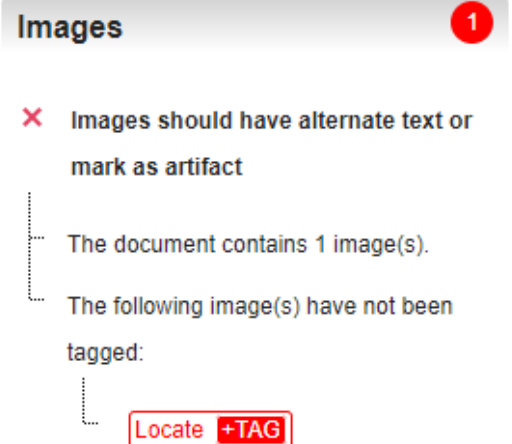 Images 1
Images should have alternate text or
mark as artifact
The document contains 1 image(s).
The following image(s) have not been
tagged:
Locate +TAG